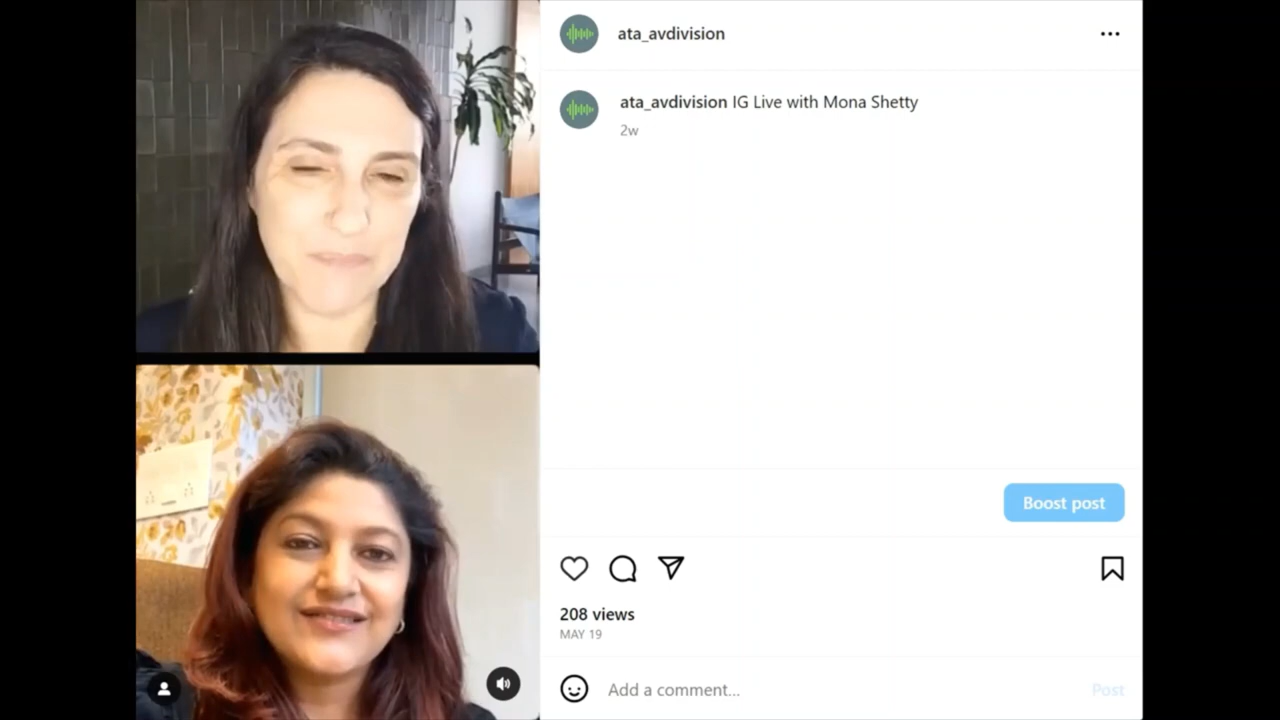 ata_avdivision
ata_avdivision IG Live with Mona Shetty
2w
Boost post
208 views
MAY 19
Add a comment...
Post